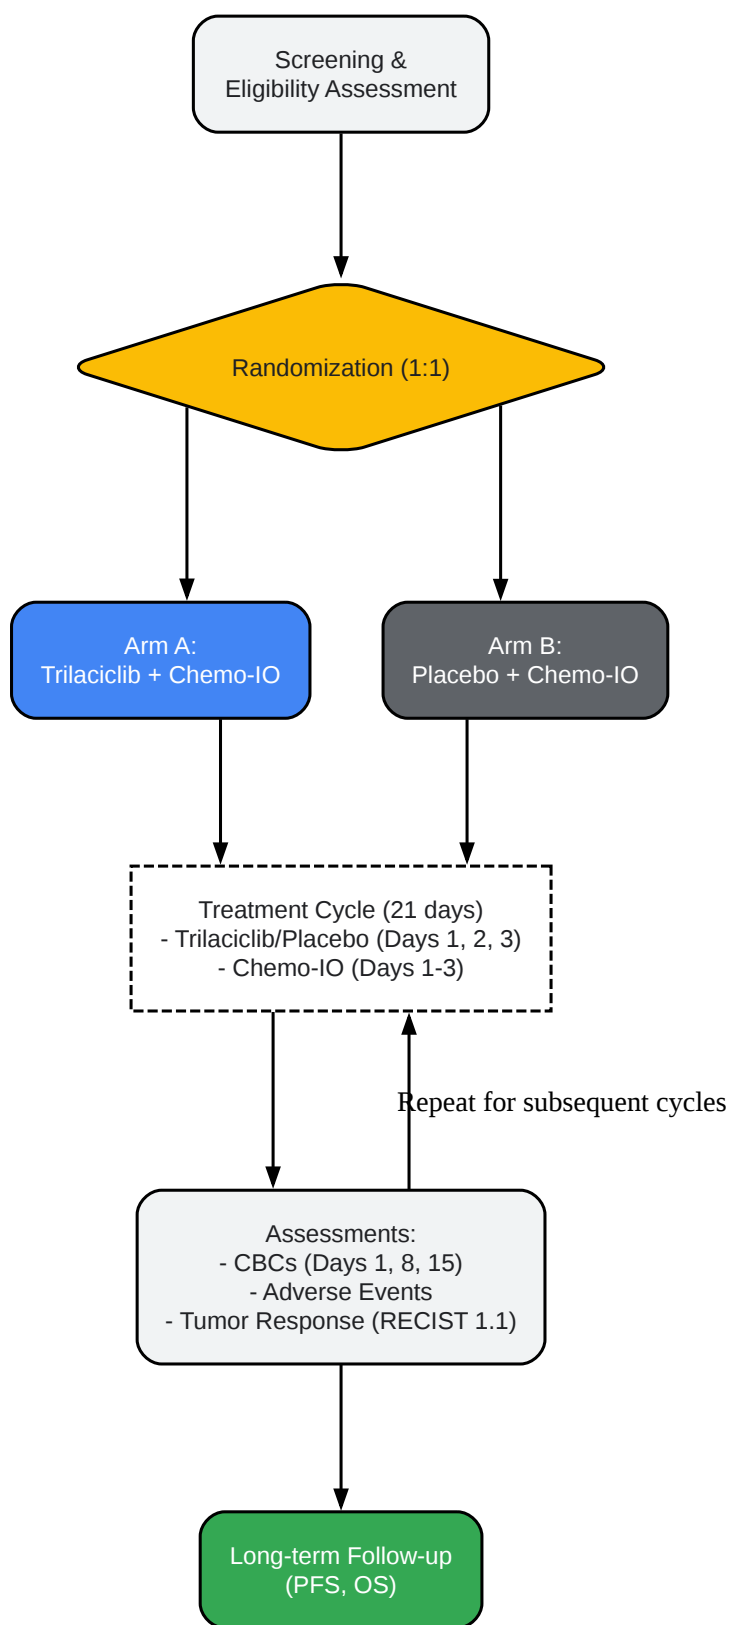 Screening &
Eligibility Assessment
Randomization (1:1)
Arm A:
Trilaciclib + Chemo-IO
Arm B:
Placebo + Chemo-IO
Treatment Cycle (21 days)
- Trilaciclib/Placebo (Days 1, 2, 3)
- Chemo-IO (Days 1-3)
Repeat for subsequent cycles
Assessments:
- CBCs (Days 1, 8, 15)
- Adverse Events
- Tumor Response (RECIST 1.1)
Long-term Follow-up
(PFS, OS)